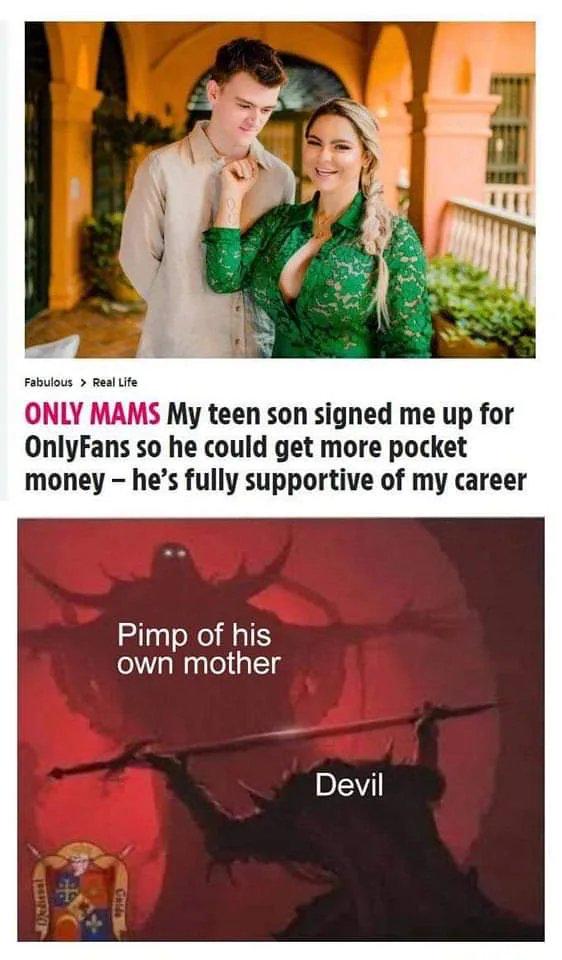 Fabulous > Real Life
ONLY MAMS My teen son signed me up for
OnlyFans so he could get more pocket
money – he's fully supportive of my career
Pimp of his
own mother
Devil